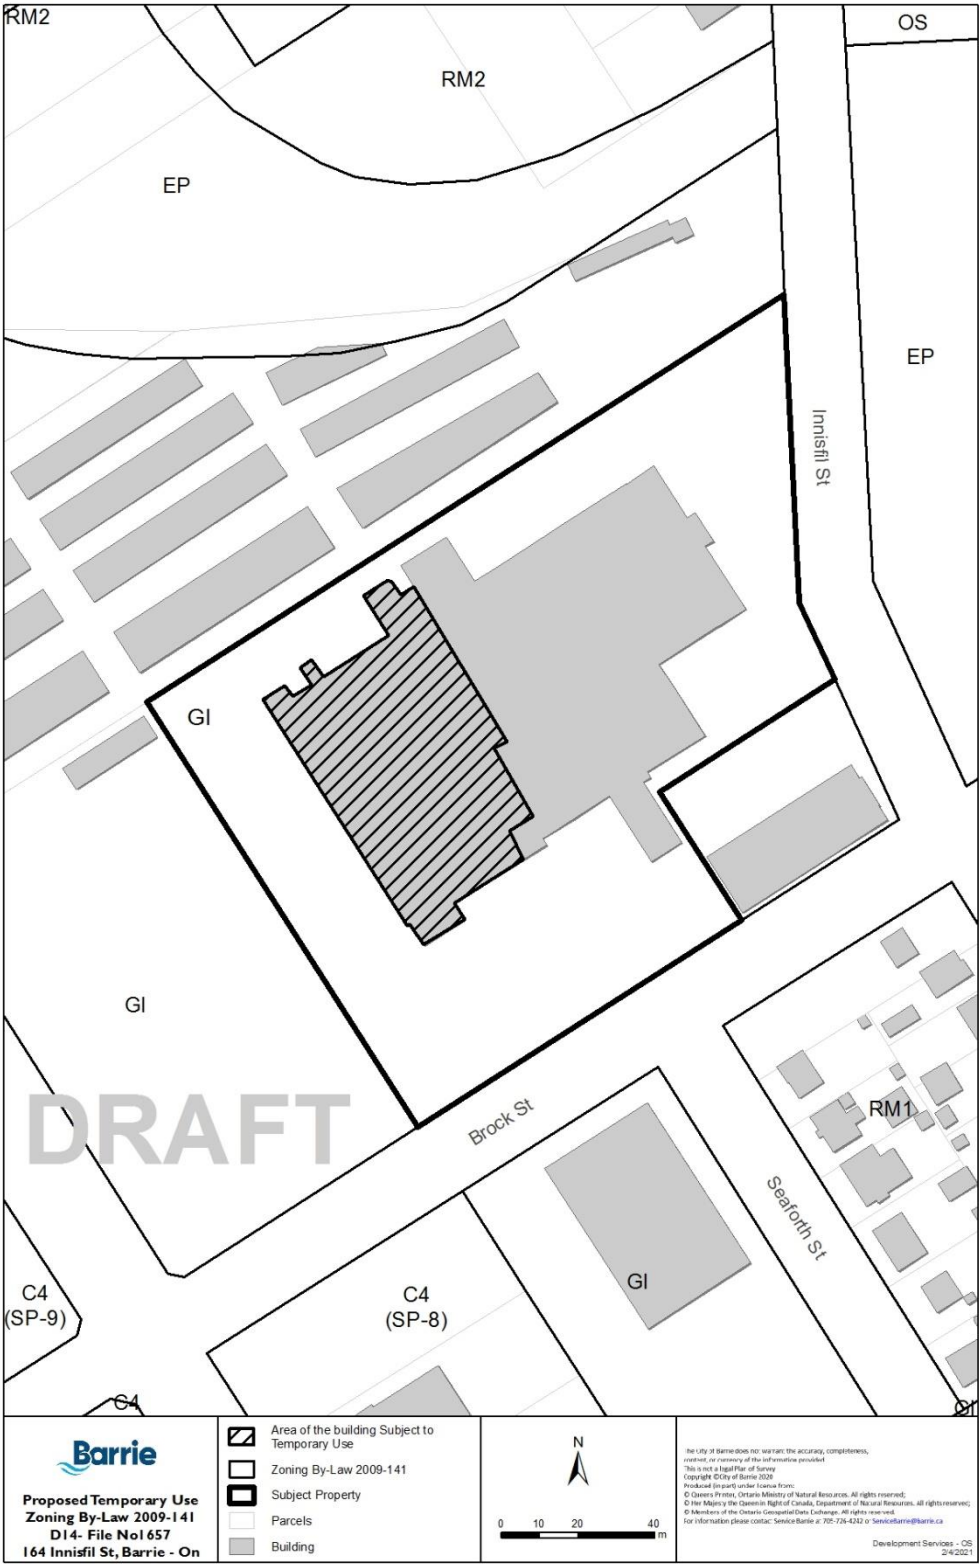 RM2
OS
RM2
EP
EP
Innisfil St
GI
GI
DRAFT
Brock St
RM1
Seaforth St
C4
(SP-9)
C4
(SP-8)
GI
C4
GI
Barrie
Proposed Temporary Use
Zoning By-Law 2009-141
D14- File No1657
164 Innisfil St, Barrie - On
Area of the building Subject to
Temporary Use
Zoning By-Law 2009-141
Subject Property
Parcels
Building
N
0 10 20 40
m
The City of Barrie does not warrant the accuracy, completeness,
content, or currency of the information provided.
This is not a legal Plan of Survey
Copyright © City of Barrie 2020
Produced (in part) under license from:
© Queens Printer, Ontario Ministry of Natural Resources. All rights reserved;
© Her Majesty the Queen in Right of Canada, Department of Natural Resources. All rights reserved;
© Members of the Ontario Geospatial Data Exchange. All rights reserved.
For information please contact: Service Barrie at 705-726-4242 or ServiceBarrie@barrie.ca
Development Services - CS
2/4/2021